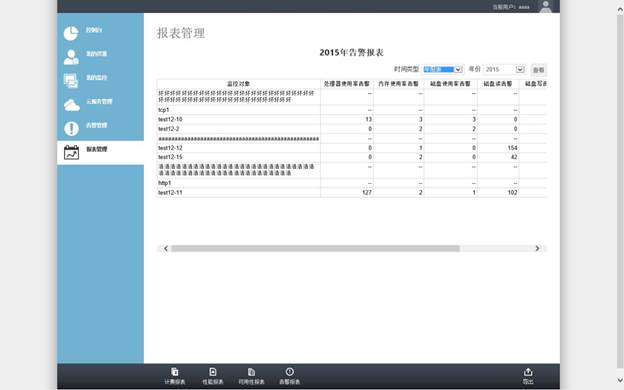 当前用户：aaaa
控制台
我的资源
我的监控
云服务管理
告警管理
报表管理
报表管理
2015年告警报表
时间类型 年份 2015 查看
监控对象 处理器使用率告警 内存使用率告警 磁盘使用率告警 磁盘读告警 磁盘写告
-- -- -- --
tcp1 -- -- -- --
test12-10 13 3 3 0
test12-2 0 2 2 0
-- -- -- --
test12-12 0 1 0 154
test12-15 0 2 0 42
-- -- -- --
http1 -- -- -- --
test12-11 127 2 1 102
计费报表 性能报表 可用性报表 告警报表 导出